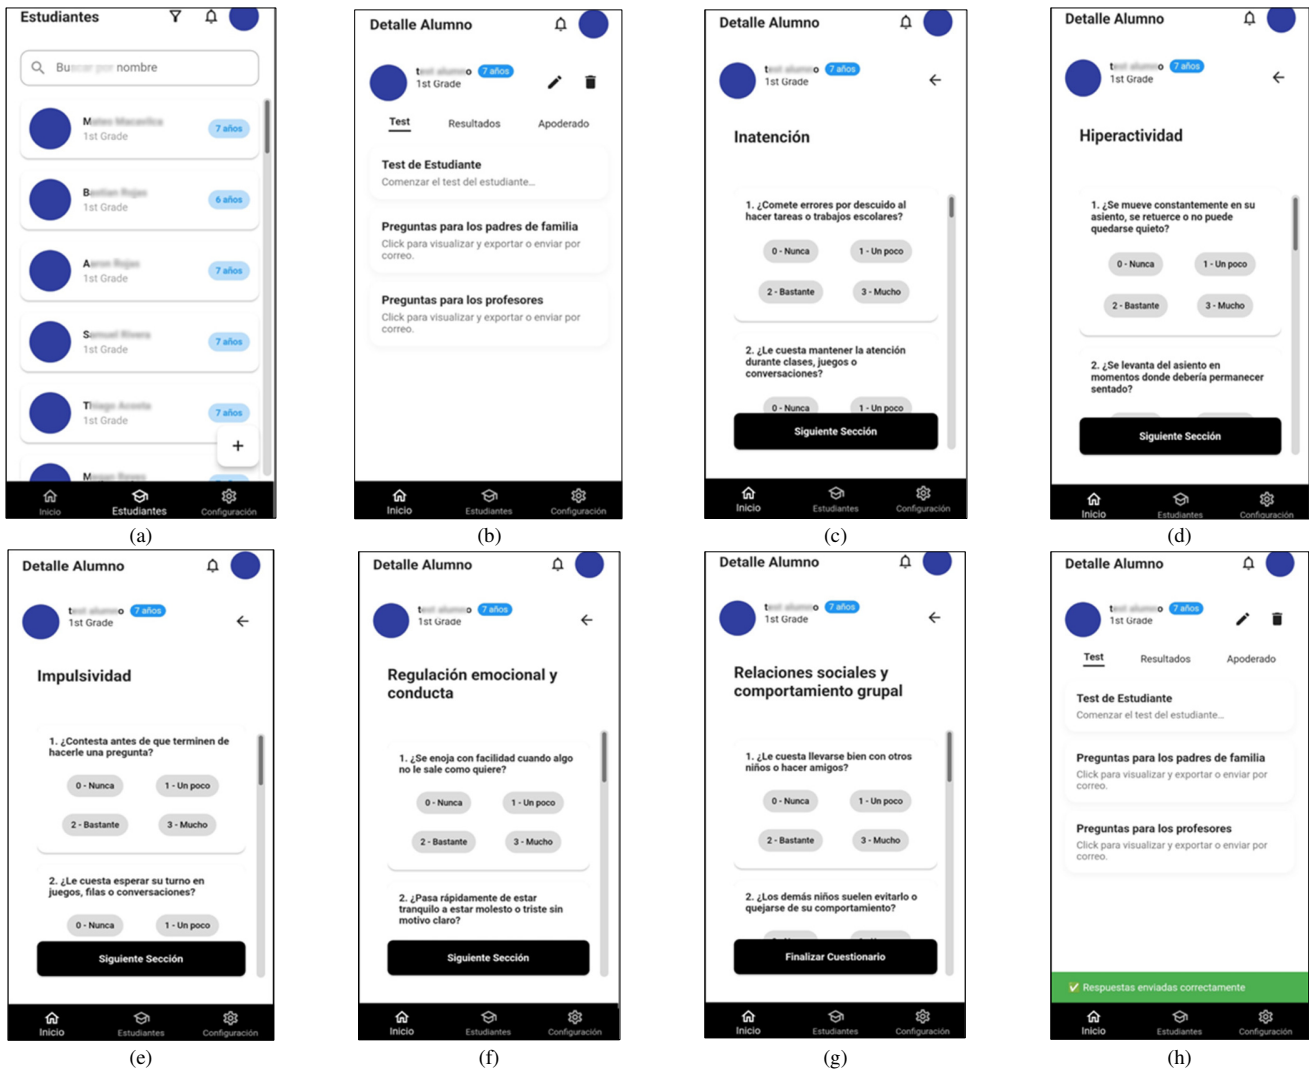 Estudiantes
Buscar por nombre
1st Grade
7 años
1st Grade
6 años
1st Grade
7 años
1st Grade
7 años
1st Grade
7 años
+
Inicio
Estudiantes
Configuración
(a)
Detalle Alumno
7 años
1st Grade
Test
Resultados
Apoderado
Test de Estudiante
Comenzar el test del estudiante...
Preguntas para los padres de familia
Click para visualizar y exportar o enviar por
correo.
Preguntas para los profesores
Click para visualizar y exportar o enviar por
correo.
Inicio
Estudiantes
Configuración
(b)
Detalle Alumno
7 años
1st Grade
Inatención
1. ¿Comete errores por descuido al
hacer tareas o trabajos escolares?
0 - Nunca
1 - Un poco
2 - Bastante
3 - Mucho
2. ¿Le cuesta mantener la atención
durante clases, juegos o
conversaciones?
0 - Nunca
1 - Un poco
Siguiente Sección
Inicio
Estudiantes
Configuración
(c)
Detalle Alumno
7 años
1st Grade
Hiperactividad
1. ¿Se mueve constantemente en su
asiento, se retuerce o no puede
quedarse quieto?
0 - Nunca
1 - Un poco
2 - Bastante
3 - Mucho
2. ¿Se levanta del asiento en
momentos donde debería permanecer
sentado?
Siguiente Sección
Inicio
Estudiantes
Configuración
(d)
Detalle Alumno
7 años
1st Grade
Impulsividad
1. ¿Contesta antes de que terminen de
hacerle una pregunta?
0 - Nunca
1 - Un poco
2 - Bastante
3 - Mucho
2. ¿Le cuesta esperar su turno en
juegos, filas o conversaciones?
0 - Nunca
1 - Un poco
Siguiente Sección
Inicio
Estudiantes
Configuración
(e)
Detalle Alumno
7 años
1st Grade
Regulación emocional y
conducta
1. ¿Se enoja con facilidad cuando algo
no le sale como quiere?
0 - Nunca
1 - Un poco
2 - Bastante
3 - Mucho
2. ¿Pasa rápidamente de estar
tranquilo a estar molesto o triste sin
motivo claro?
Siguiente Sección
Inicio
Estudiantes
Configuración
(f)
Detalle Alumno
7 años
1st Grade
Relaciones sociales y
comportamiento grupal
1. ¿Le cuesta llevarse bien con otros
niños o hacer amigos?
0 - Nunca
1 - Un poco
2 - Bastante
3 - Mucho
2. ¿Los demás niños suelen evitarlo o
quejarse de su comportamiento?
Finalizar Cuestionario
Inicio
Estudiantes
Configuración
(g)
Detalle Alumno
7 años
1st Grade
Test
Resultados
Apoderado
Test de Estudiante
Comenzar el test del estudiante...
Preguntas para los padres de familia
Click para visualizar y exportar o enviar por
correo.
Preguntas para los profesores
Click para visualizar y exportar o enviar por
correo.
✅ Respuestas enviadas correctamente
Inicio
Estudiantes
Configuración
(h)